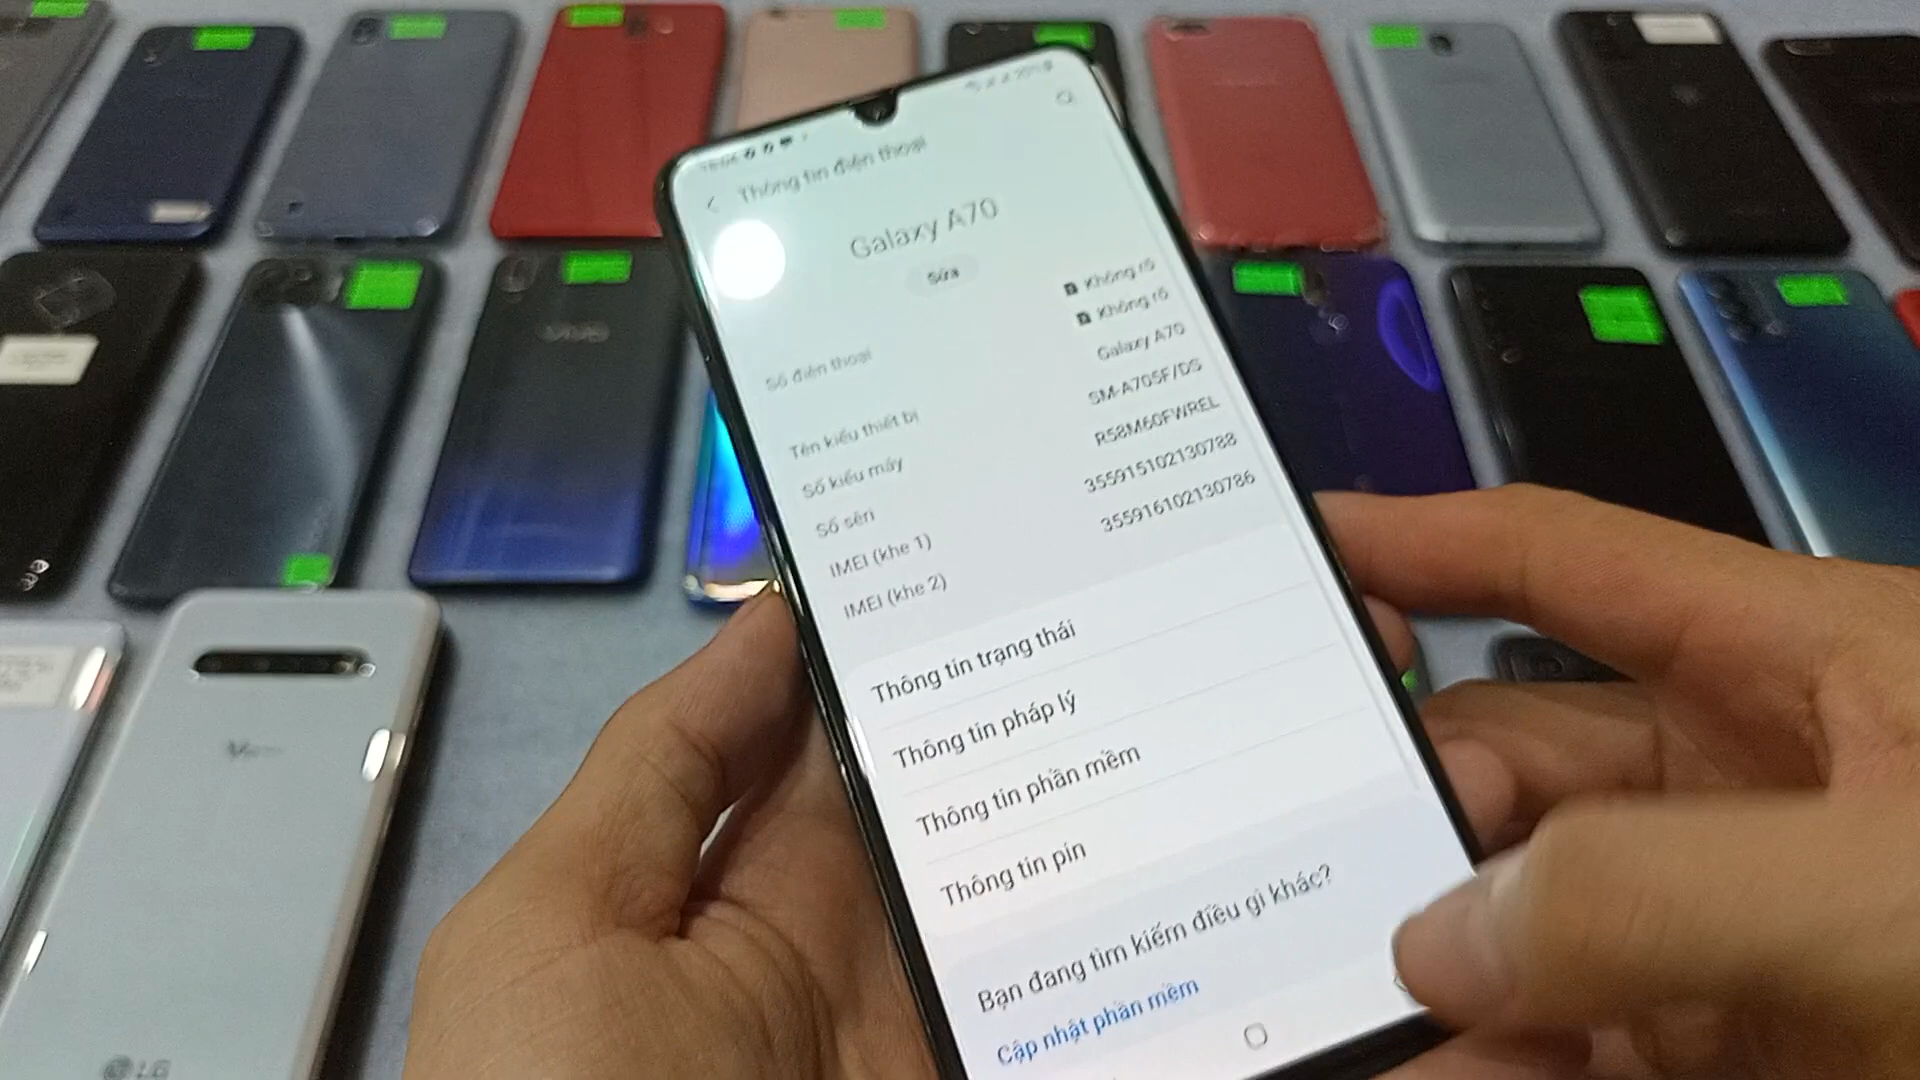 Thông tin điện thoại
Galaxy A70
Sửa
Số điện thoại
Không rõ
Không rõ
Tên kiểu thiết bị
Galaxy A70
Số kiểu máy
SM-A705F/DS
Số sêri
R58M60FWREL
IMEI (khe 1)
355915102130788
IMEI (khe 2)
355916102130786
Thông tin trạng thái
Thông tin pháp lý
Thông tin phần mềm
Thông tin pin
Bạn đang tìm kiếm điều gì khác?
Cập nhật phần mềm
vivo
LG